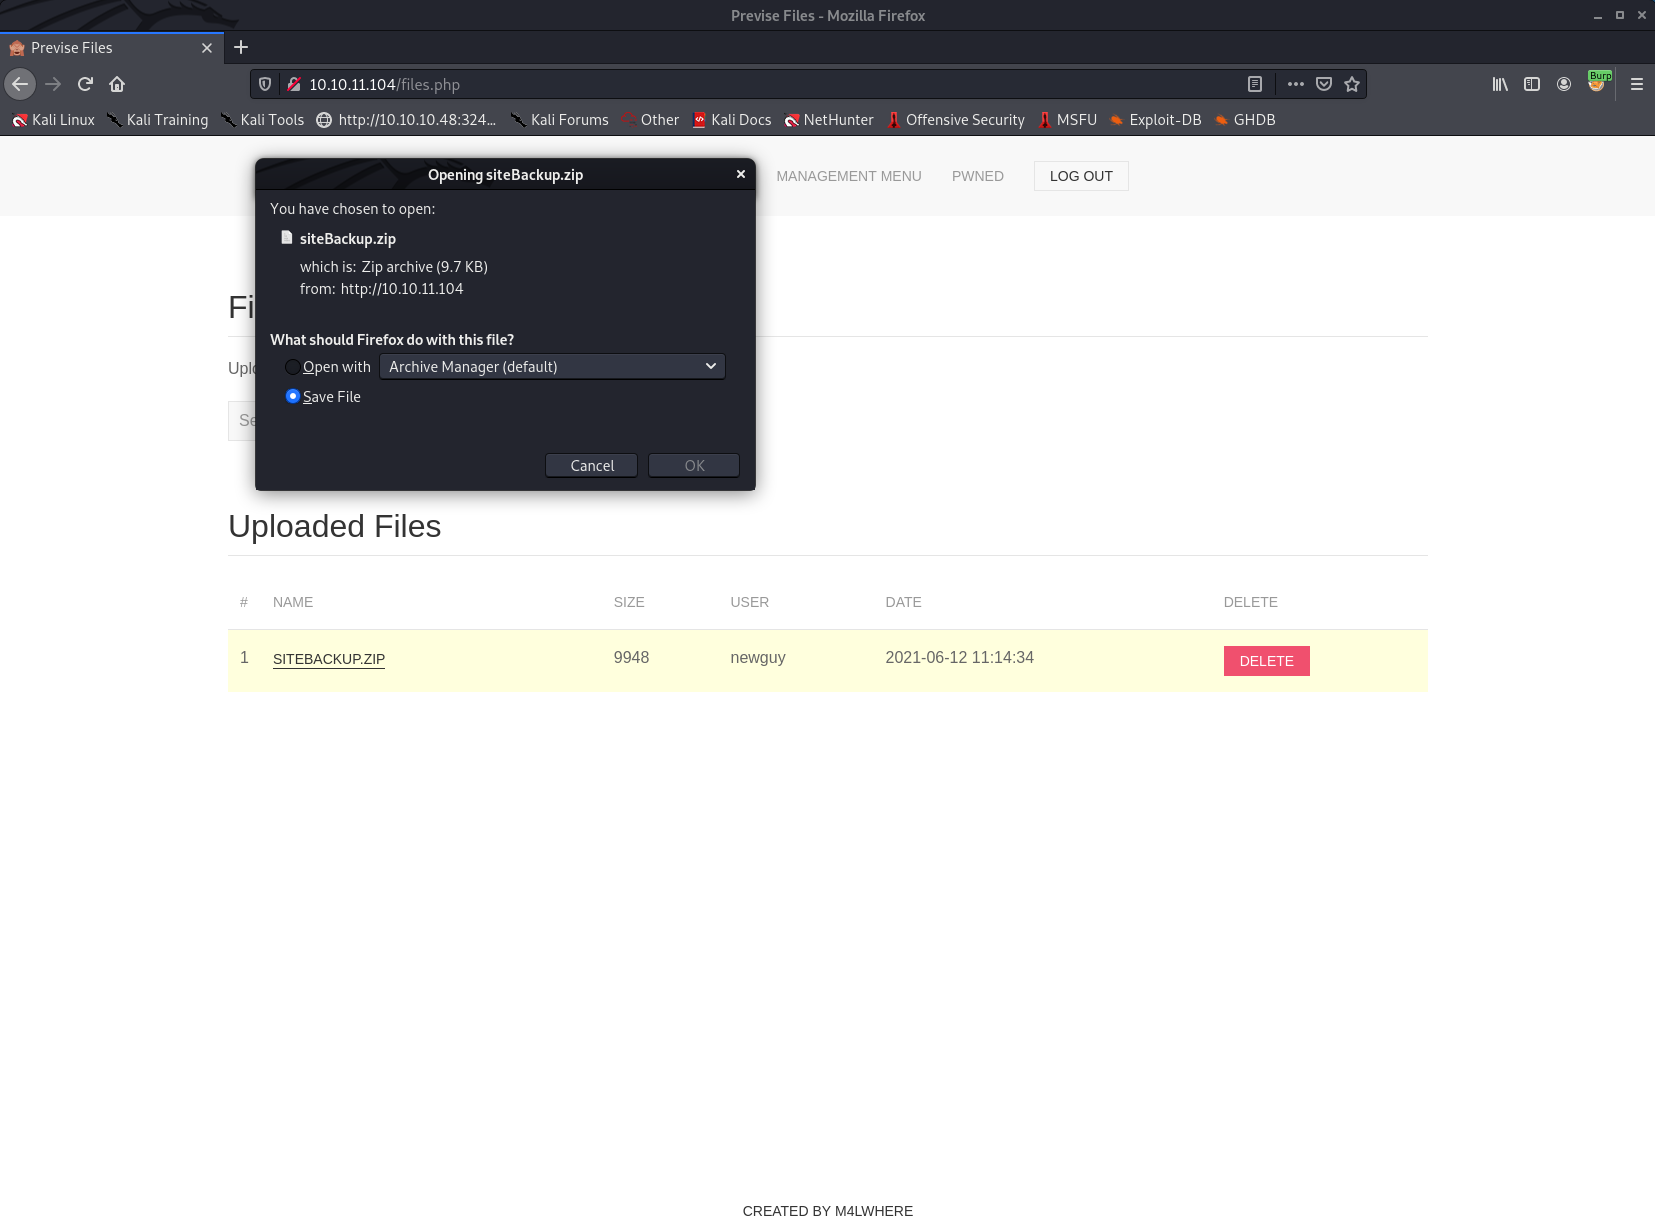 Previse Files - Mozilla Firefox
Previse Files
10.10.11.104/files.php
Burp
Kali Linux
Kali Training
Kali Tools
http://10.10.10.48:324...
Kali Forums
Other
Kali Docs
NetHunter
Offensive Security
MSFU
Exploit-DB
GHDB
MANAGEMENT MENU
PWNED
LOG OUT
Opening siteBackup.zip
You have chosen to open:
siteBackup.zip
which is: Zip archive (9.7 KB)
from: http://10.10.11.104
What should Firefox do with this file?
Open with Archive Manager (default)
Save File
Cancel
OK
Uploaded Files
# NAME SIZE USER DATE DELETE
1 SITEBACKUP.ZIP 9948 newguy 2021-06-12 11:14:34 DELETE
CREATED BY M4LWHERE